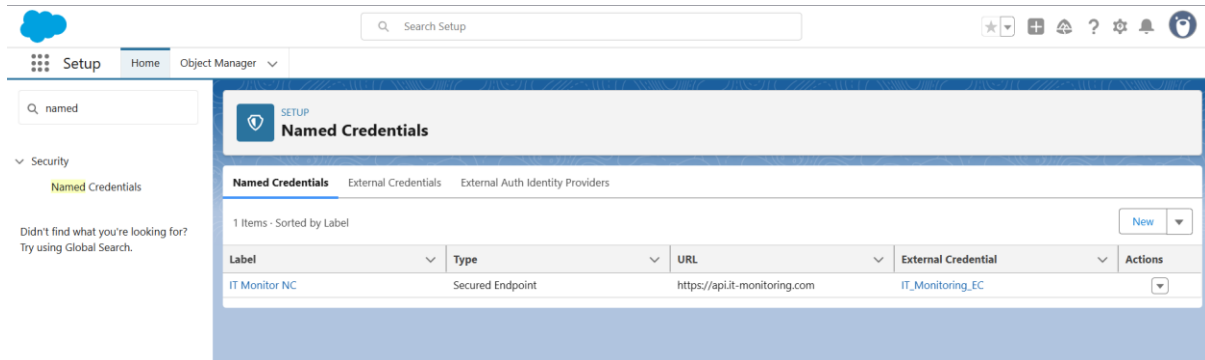 Search Setup
Setup Home Object Manager
named
Security
Named Credentials
Didn't find what you're looking for?
Try using Global Search.
SETUP
Named Credentials
Named Credentials External Credentials External Auth Identity Providers
1 Items · Sorted by Label New
Label Type URL External Credential Actions
IT Monitor NC Secured Endpoint https://api.it-monitoring.com IT_Monitoring_EC